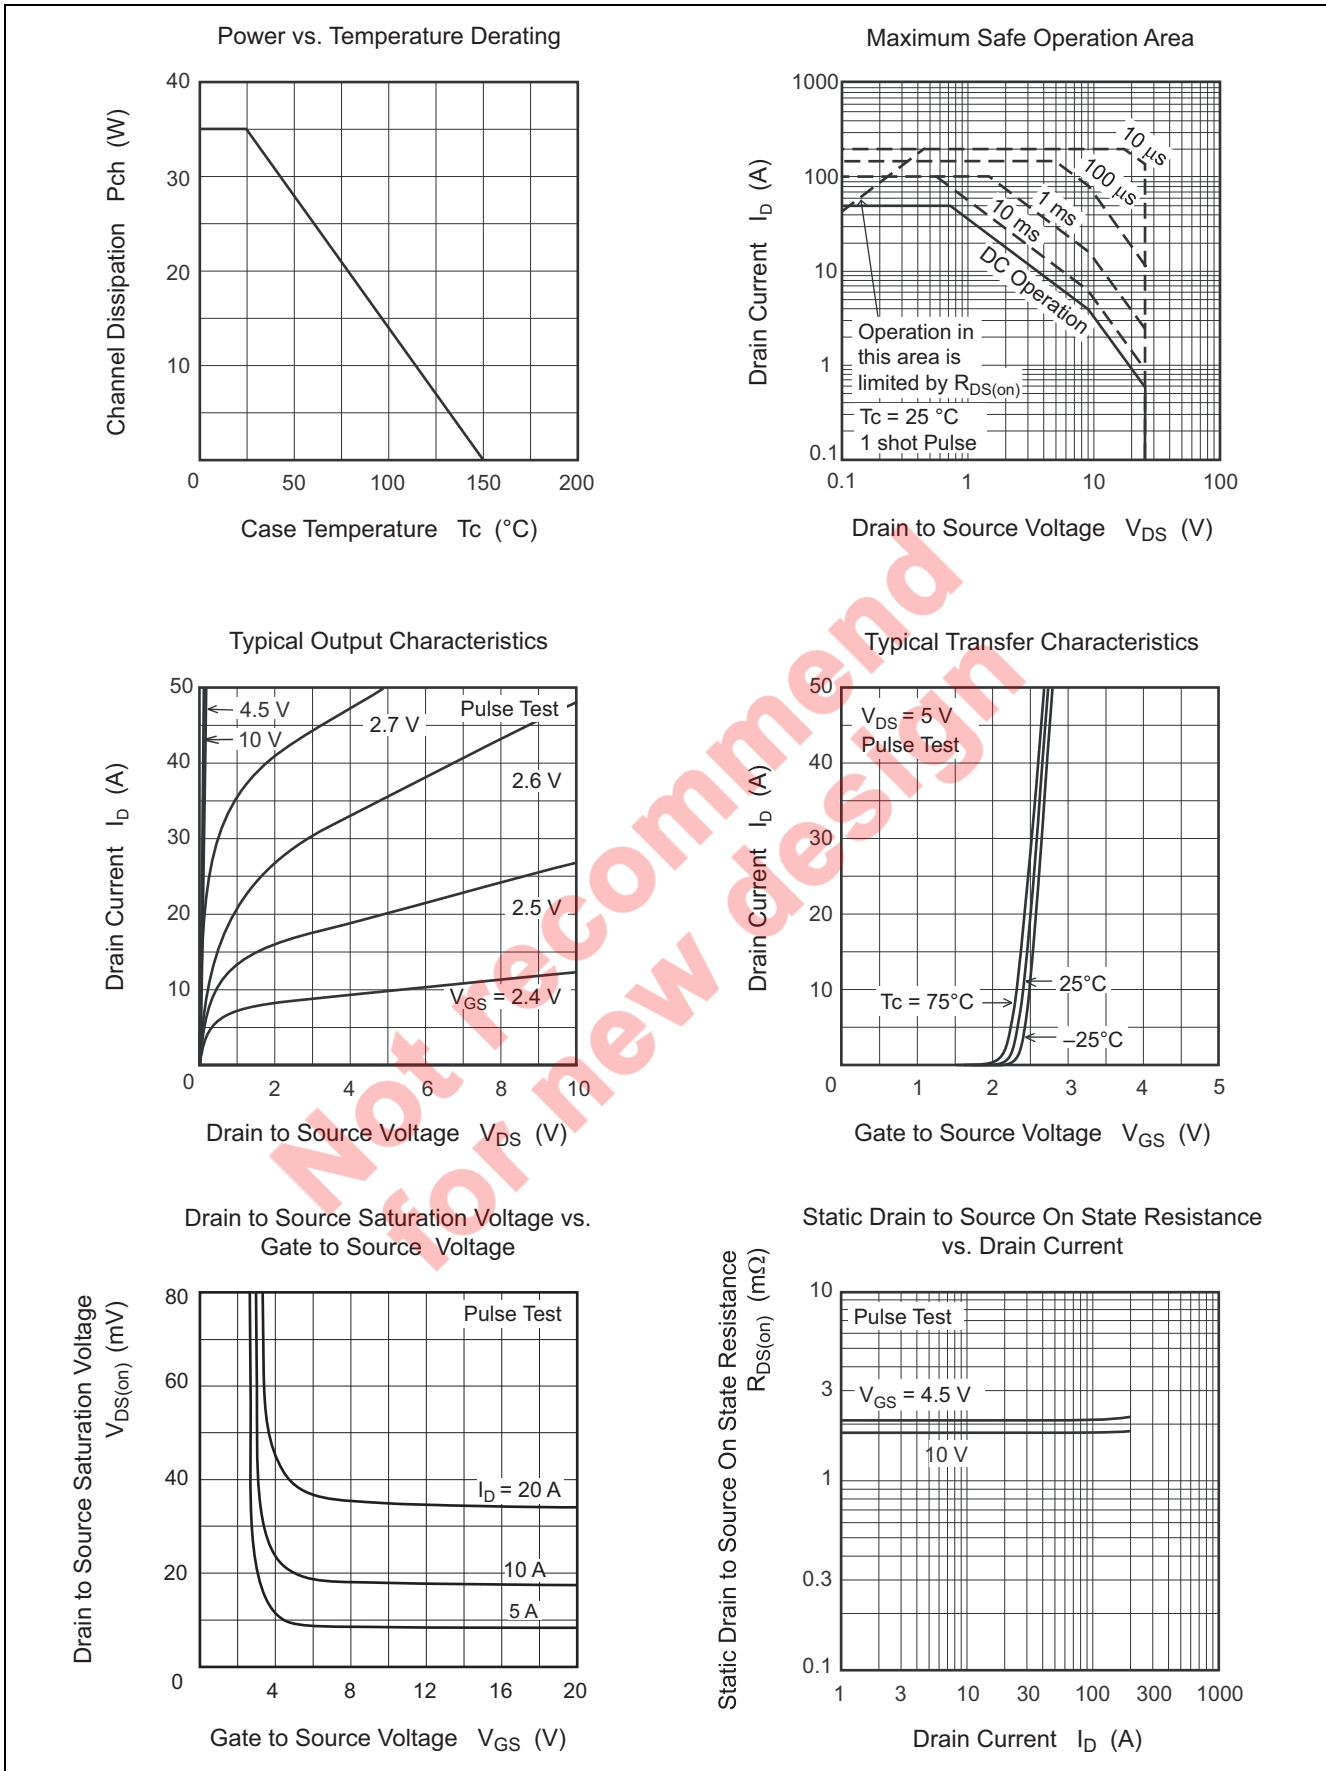 Power vs. Temperature Derating
Channel Dissipation Pch (W)
40
30
20
10
0
50
100
150
200
Case Temperature Tc (°C)
Maximum Safe Operation Area
Drain Current ID (A)
1000
100
10
1
0.1
0.1
1
10
100
10 μs
100 μs
1 ms
10 ms
DC Operation
Operation in
this area is
limited by RDS(on)
Tc = 25 °C
1 shot Pulse
Drain to Source Voltage VDS (V)
Typical Output Characteristics
Drain Current ID (A)
50
40
30
20
10
0
2
4
6
8
10
4.5 V
10 V
2.7 V
Pulse Test
2.6 V
2.5 V
VGS = 2.4 V
Drain to Source Voltage VDS (V)
Typical Transfer Characteristics
Drain Current ID (A)
50
40
30
20
10
0
1
2
3
4
5
VDS = 5 V
Pulse Test
Tc = 75°C
25°C
–25°C
Gate to Source Voltage VGS (V)
Drain to Source Saturation Voltage vs.
Gate to Source Voltage
Drain to Source Saturation Voltage
VDS(on) (mV)
80
60
40
20
0
4
8
12
16
20
Pulse Test
ID = 20 A
10 A
5 A
Gate to Source Voltage VGS (V)
Static Drain to Source On State Resistance
vs. Drain Current
Static Drain to Source On State Resistance
RDS(on) (mΩ)
10
3
1
0.3
0.1
1
3
10
30
100
300
1000
Pulse Test
VGS = 4.5 V
10 V
Drain Current ID (A)
Not recommend
for new design